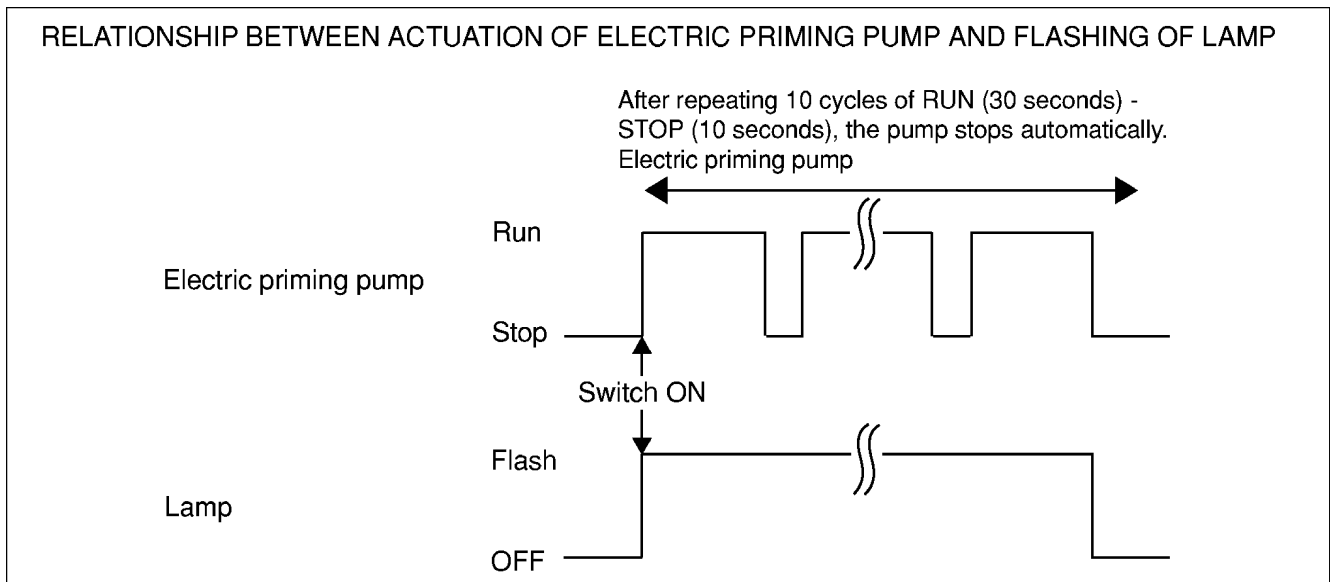 RELATIONSHIP BETWEEN ACTUATION OF ELECTRIC PRIMING PUMP AND FLASHING OF LAMP
After repeating 10 cycles of RUN (30 seconds) -
STOP (10 seconds), the pump stops automatically.
Electric priming pump
Run
Electric priming pump
Stop
Switch ON
Flash
Lamp
OFF